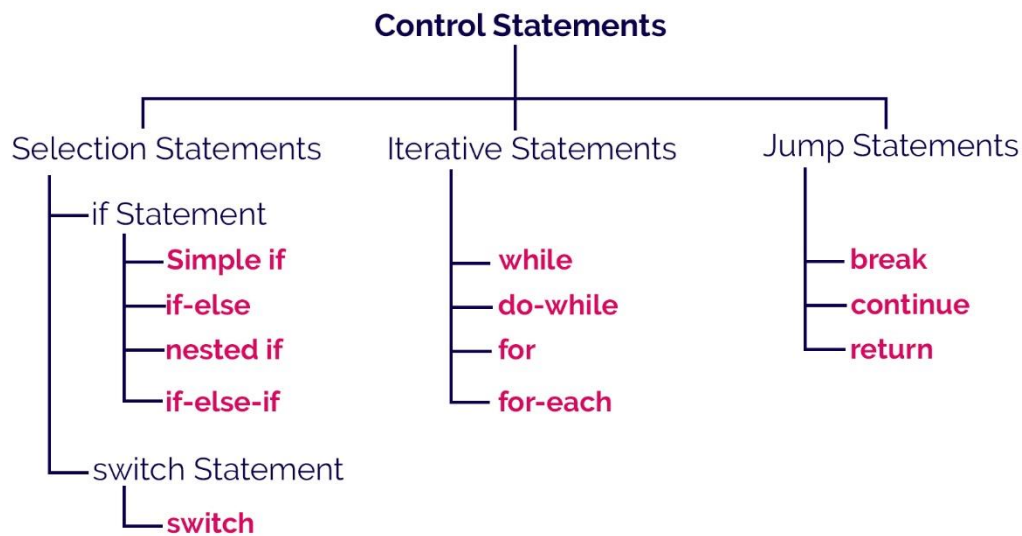 Control Statements
Selection Statements
if Statement
Simple if
if-else
nested if
if-else-if
switch Statement
switch
Iterative Statements
while
do-while
for
for-each
Jump Statements
break
continue
return